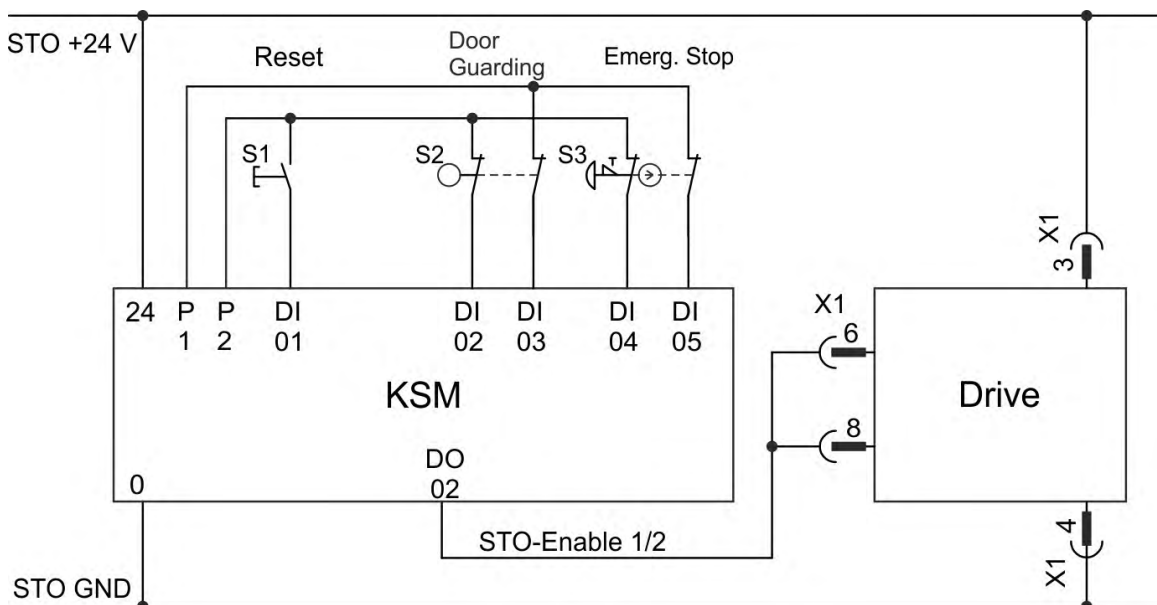 STO +24 V
Reset
Door
Guarding
Emerg. Stop
S1
S2
S3
X1
3
24 P P DI DI DI DI DI
1 2 01 02 03 04 05
X1
6
8
KSM
Drive
DO
02
0
STO-Enable 1/2
4
X1
STO GND